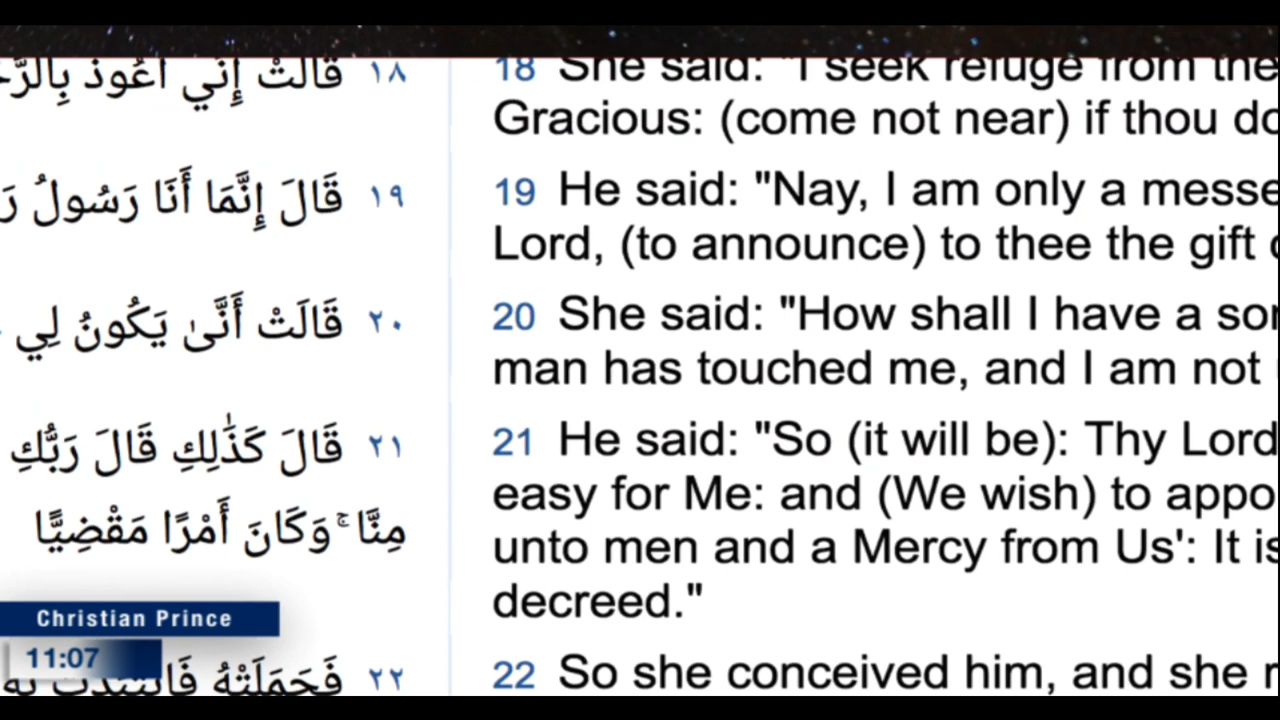 ١٨ قَالَتْ إِنِّي أَعُوذُ
١٩ قَالَ إِنَّمَا أَنَا رَسُولُ
٢٠ قَالَتْ أَنَّىٰ يَكُونُ لِي
٢١ قَالَ كَذَٰلِكِ قَالَ رَبُّكِ
مِنَّا ۚ وَكَانَ أَمْرًا مَقْضِيًّا
٢٢ فَحَمَلَتْهُ
18 She said: "I seek refuge from the
Gracious: (come not near) if thou do
19 He said: "Nay, I am only a messe
Lord, (to announce) to thee the gift
20 She said: "How shall I have a so
man has touched me, and I am not
21 He said: "So (it will be): Thy Lord
easy for Me: and (We wish) to appo
unto men and a Mercy from Us': It is
decreed."
22 So she conceived him, and she
Christian Prince
11:07